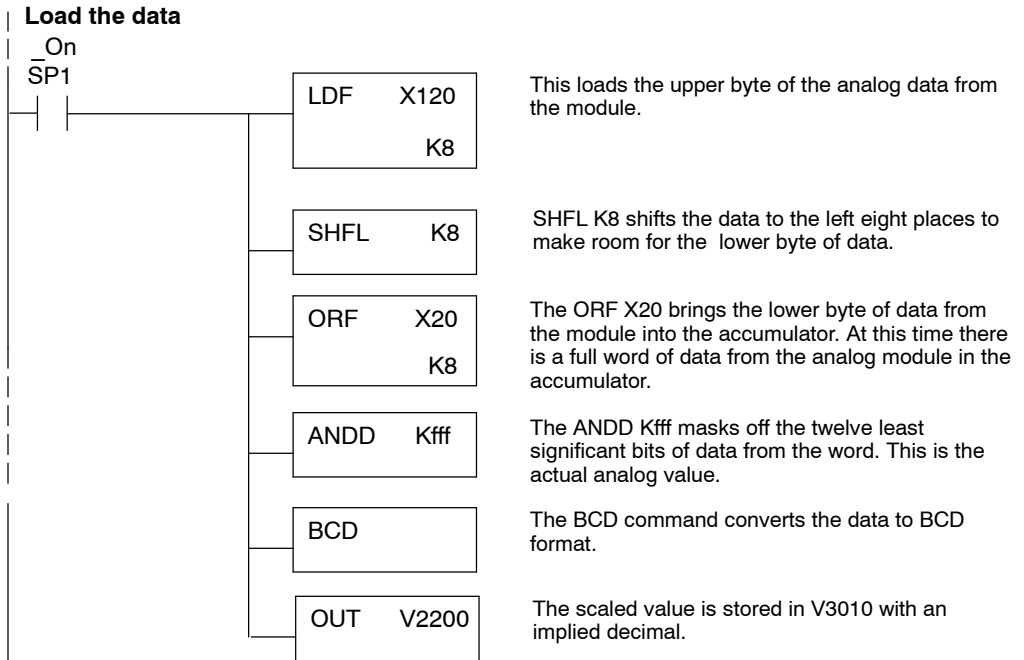 Load the data
_On
SP1
LDF X120
K8
This loads the upper byte of the analog data from
the module.
SHFL K8
SHFL K8 shifts the data to the left eight places to
make room for the lower byte of data.
ORF X20
K8
The ORF X20 brings the lower byte of data from
the module into the accumulator. At this time there
is a full word of data from the analog module in the
accumulator.
ANDD Kfff
The ANDD Kfff masks off the twelve least
significant bits of data from the word. This is the
actual analog value.
BCD
The BCD command converts the data to BCD
format.
OUT V2200
The scaled value is stored in V3010 with an
implied decimal.